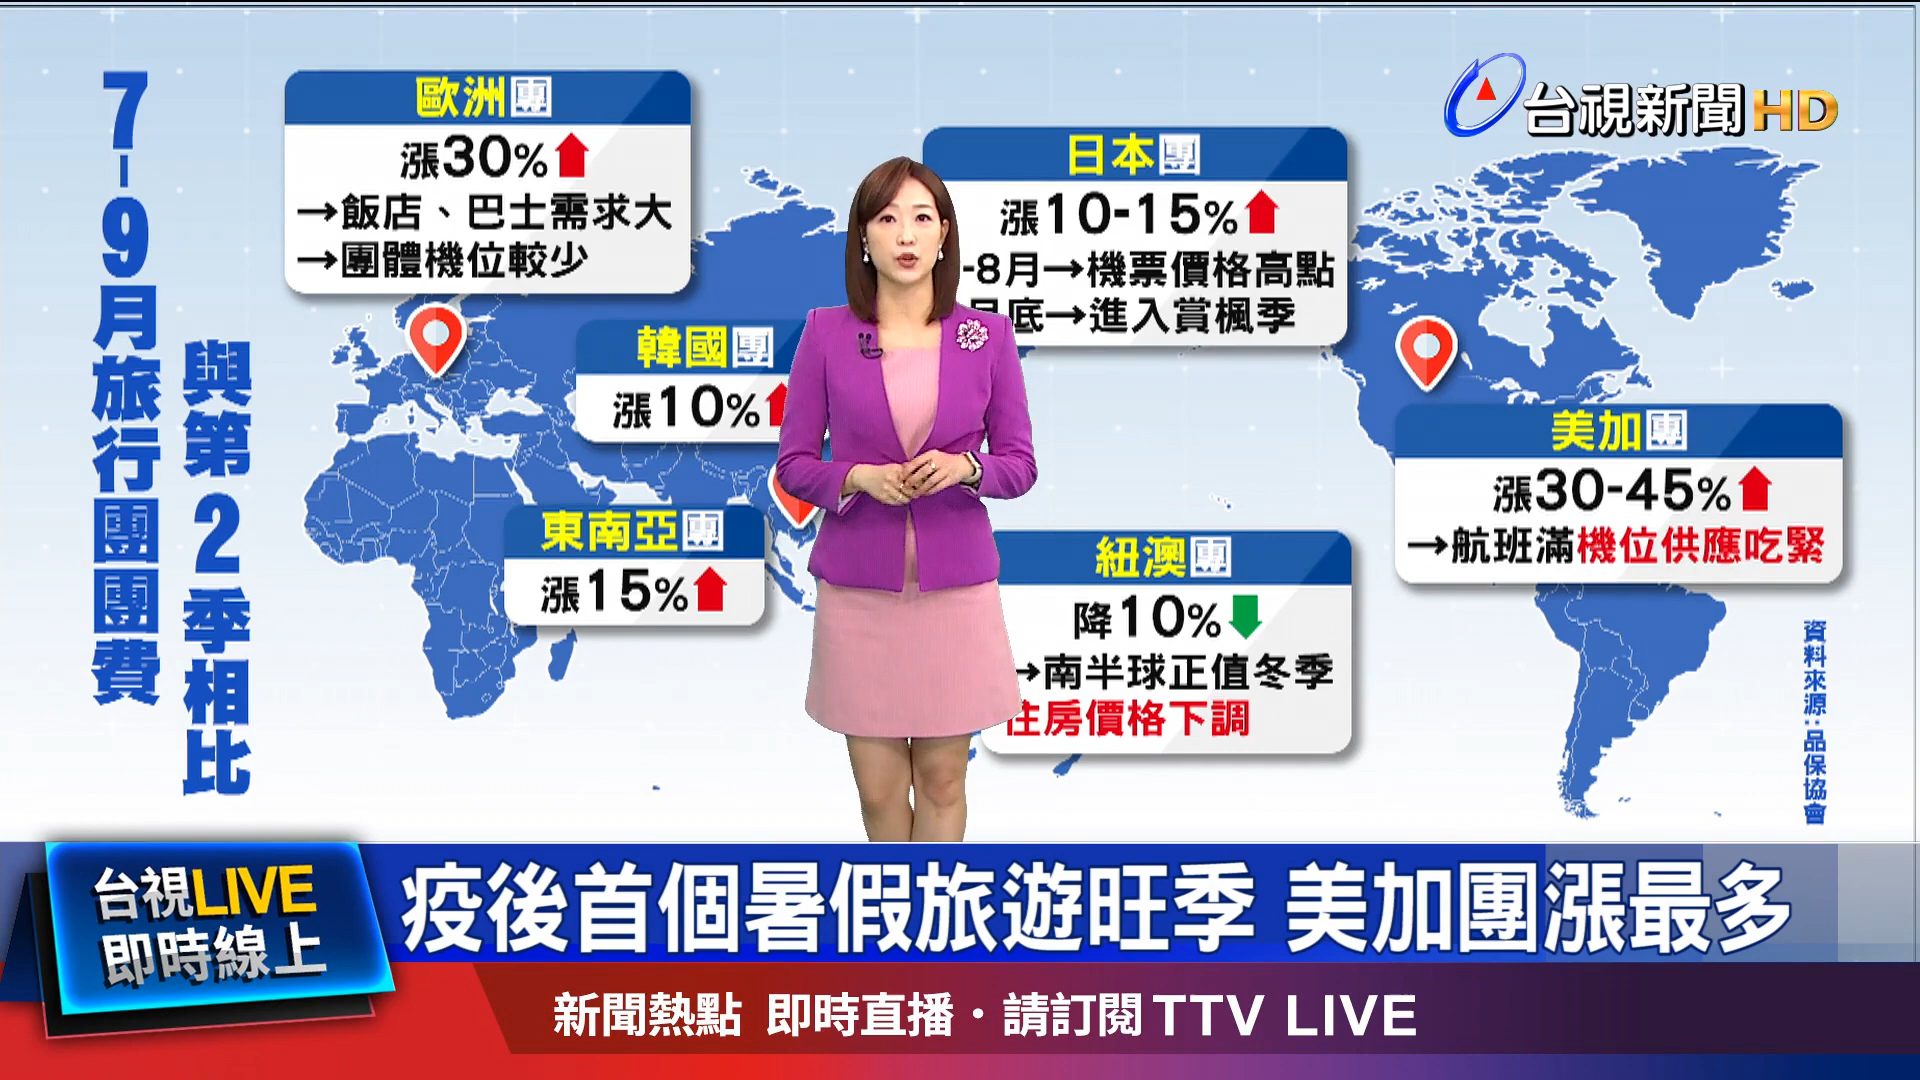 台視新聞HD
7-9月旅行團團費
與第2季相比
歐洲團
漲30%
→飯店、巴士需求大
→團體機位較少
日本團
漲10-15%
-8月→機票價格高點
底→進入賞楓季
韓國團
漲10%
美加團
漲30-45%
→航班滿機位供應吃緊
東南亞團
漲15%
紐澳團
降10%
→南半球正值冬季
住房價格下調
資料來源:品保協會
台視LIVE
即時線上
疫後首個暑假旅遊旺季 美加團漲最多
新聞熱點 即時直播·請訂閱TTV LIVE